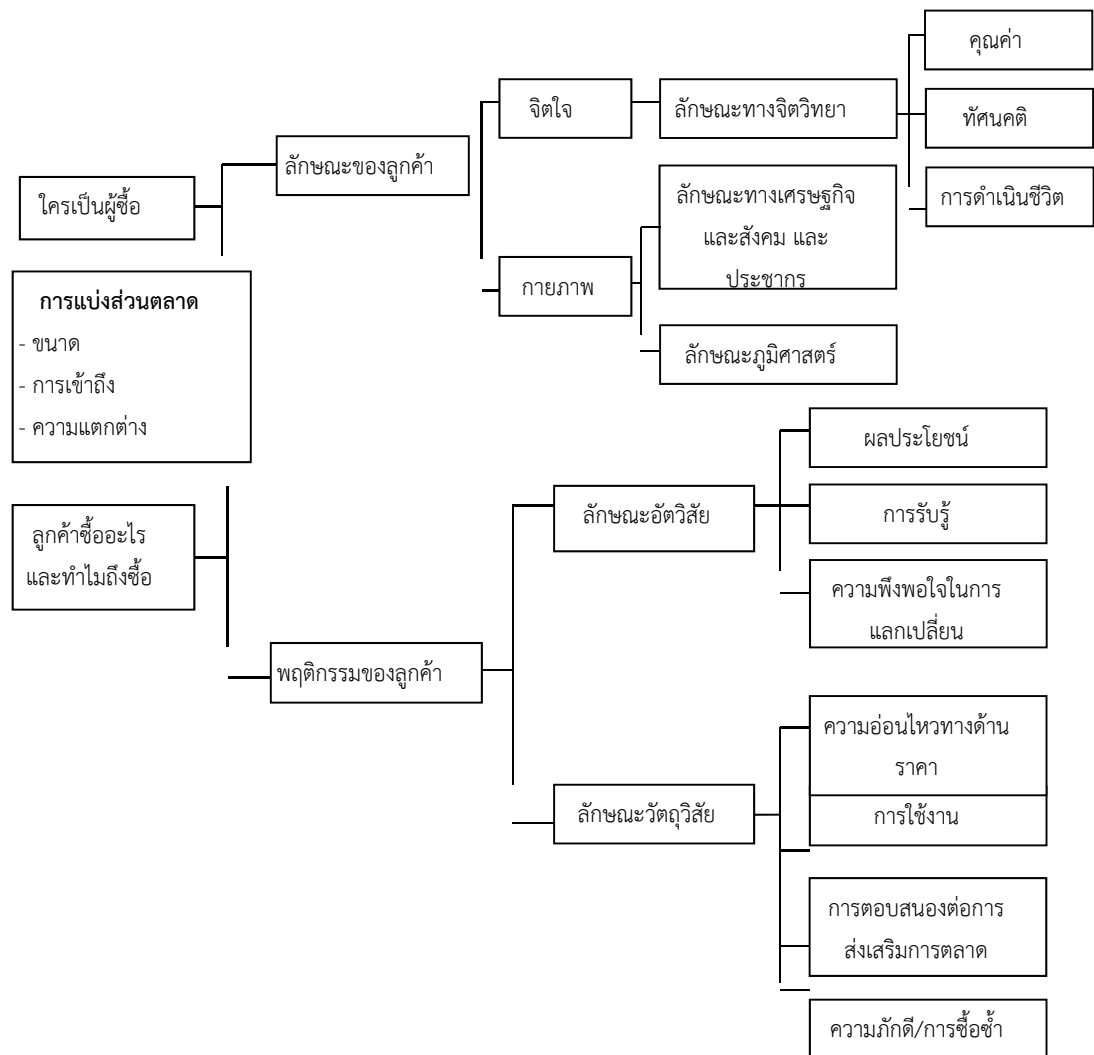 คุณค่า
จิตใจ
ลักษณะทางจิตวิทยา
ทัศนคติ
ลักษณะของลูกค้า
ใครเป็นผู้ซื้อ
ลักษณะทางเศรษฐกิจ
และสังคม และ
ประชากร
การดำเนินชีวิต
กายภาพ
ลักษณะภูมิศาสตร์
การแบ่งส่วนตลาด
- ขนาด
- การเข้าถึง
- ความแตกต่าง
ผลประโยชน์
ลักษณะอัตวิสัย
การรับรู้
ลูกค้าซื้ออะไร
และทำไมถึงซื้อ
ความพึงพอใจในการ
แลกเปลี่ยน
พฤติกรรมของลูกค้า
ความอ่อนไหวทางด้าน
ราคา
ลักษณะวัตถุวิสัย
การใช้งาน
การตอบสนองต่อการ
ส่งเสริมการตลาด
ความภักดี/การซื้อซ้ำ